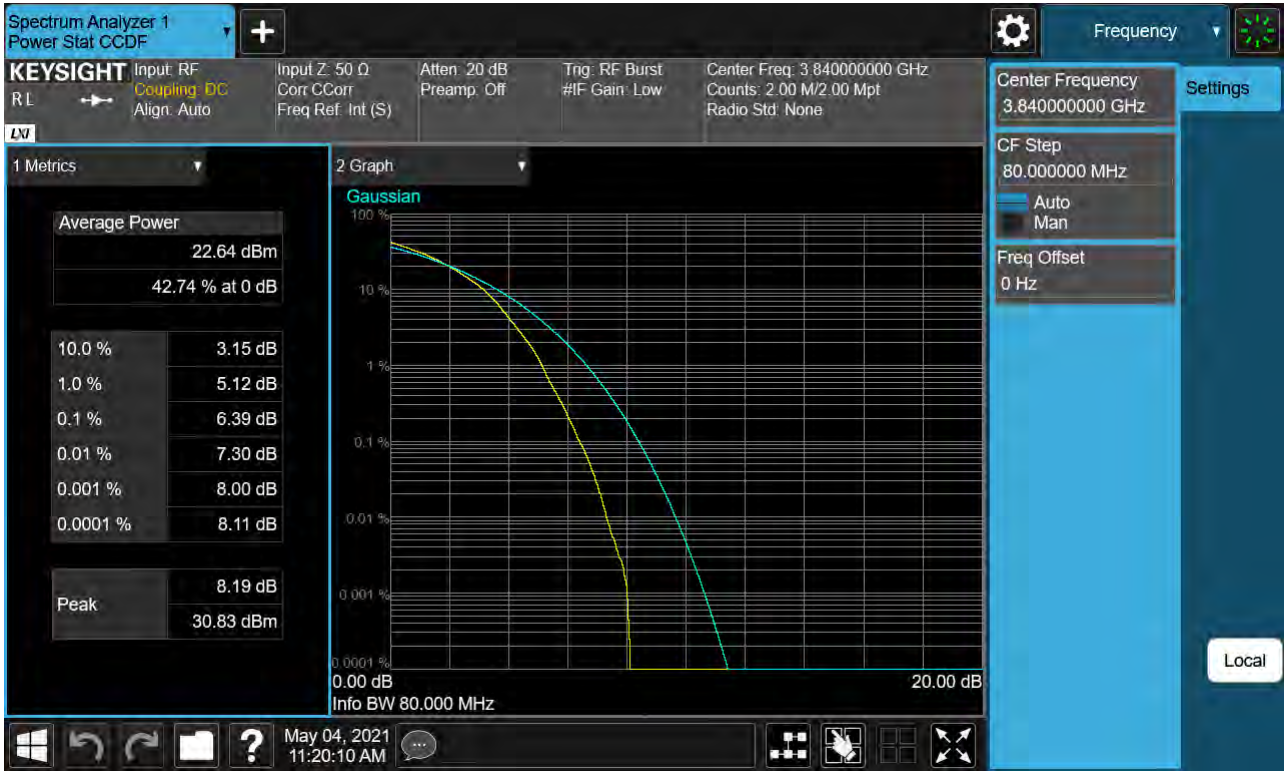 Spectrum Analyzer 1
Power Stat CCDF
Frequency
KEYSIGHT
R L
LXI
Input: RF
Coupling: DC
Align: Auto
Input Z: 50 Ω
Corr CCorr
Freq Ref: Int (S)
Atten: 20 dB
Preamp: Off
Trig: RF Burst
#IF Gain: Low
Center Freq: 3.840000000 GHz
Counts: 2.00 M/2.00 Mpt
Radio Std: None
Center Frequency
3.840000000 GHz
Settings
CF Step
80.000000 MHz
Auto
Man
Freq Offset
0 Hz
Local
1 Metrics
Average Power
22.64 dBm
42.74 % at 0 dB
10.0 % 3.15 dB
1.0 % 5.12 dB
0.1 % 6.39 dB
0.01 % 7.30 dB
0.001 % 8.00 dB
0.0001 % 8.11 dB
Peak
8.19 dB
30.83 dBm
2 Graph
Gaussian
100 %
10 %
1 %
0.1 %
0.01 %
0.001 %
0.0001 %
0.00 dB 20.00 dB
Info BW 80.000 MHz
?
May 04, 2021
11:20:10 AM